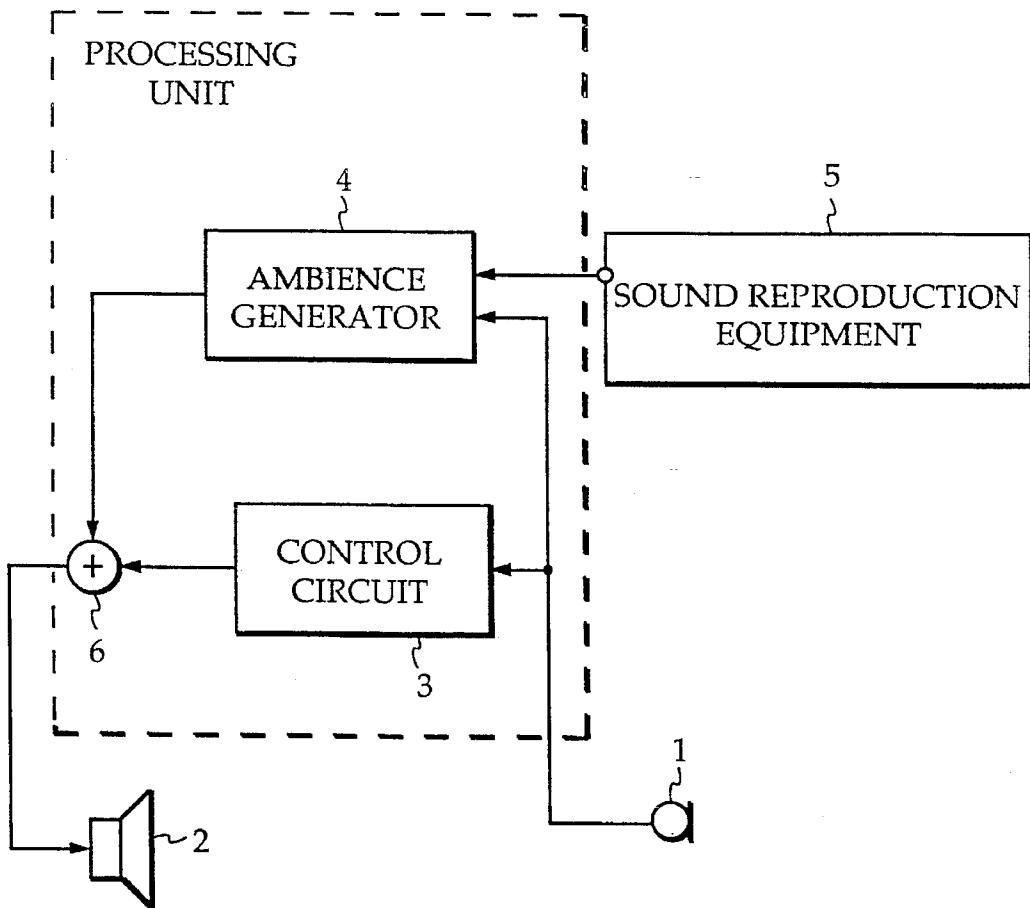 PROCESSING
UNIT
4
5
AMBIENCE
GENERATOR
SOUND REPRODUCTION
EQUIPMENT
CONTROL
CIRCUIT
+
6
3
1
2